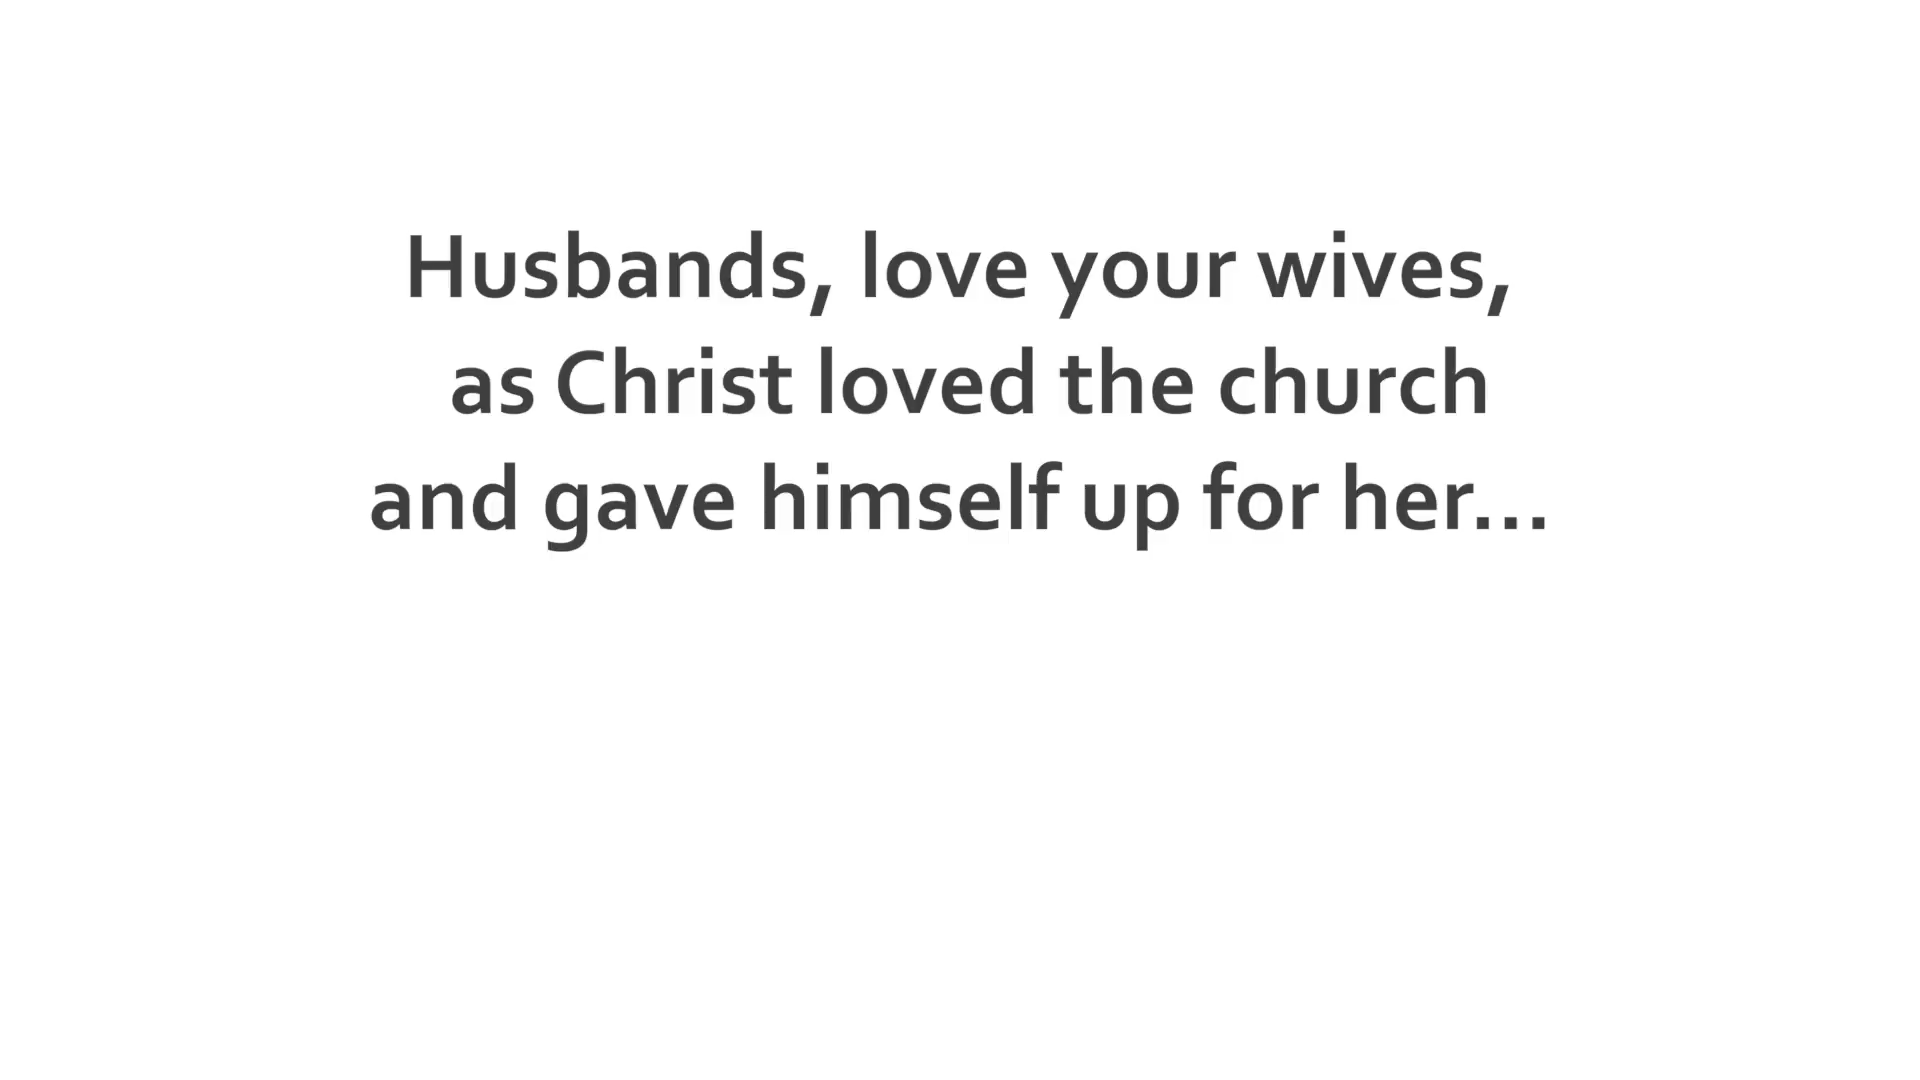 Husbands, love your wives,
as Christ loved the church
and gave himself up for her...